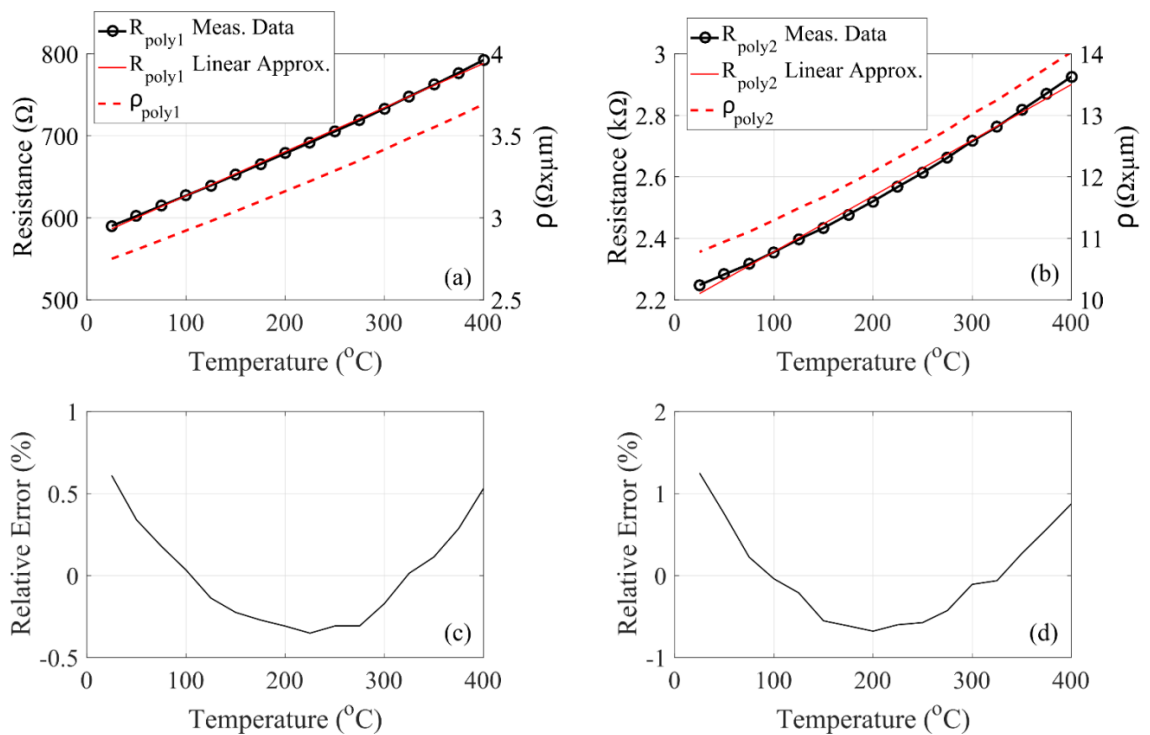 R_poly1 Meas. Data
R_poly1 Linear Approx.
ρ_poly1
800
700
600
500
Resistance (Ω)
4
3.5
3
2.5
ρ(Ωxµm)
(a)
0 100 200 300 400
Temperature (°C)
R_poly2 Meas. Data
R_poly2 Linear Approx.
ρ_poly2
3
2.8
2.6
2.4
2.2
Resistance (kΩ)
14
13
12
11
10
ρ(Ωxµm)
(b)
0 100 200 300 400
Temperature (°C)
1
0.5
0
-0.5
Relative Error (%)
(c)
0 100 200 300 400
Temperature (°C)
2
1
0
-1
Relative Error (%)
(d)
0 100 200 300 400
Temperature (°C)